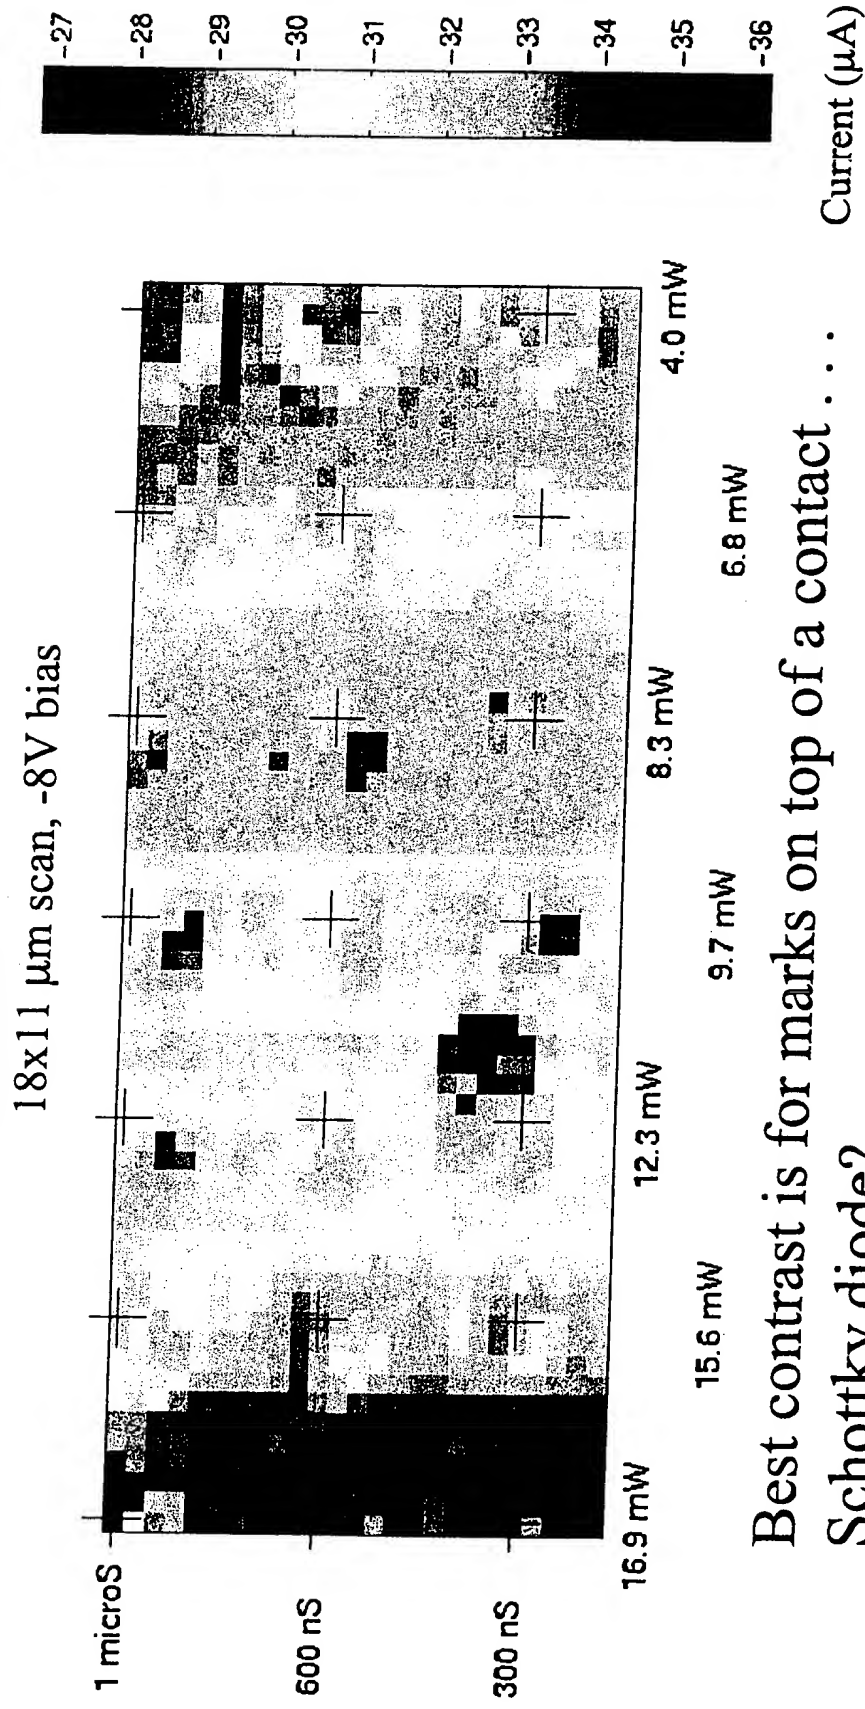 18x11 μm scan, -8V bias
1 microS
600 nS
300 nS
16.9 mW
15.6 mW
12.3 mW
9.7 mW
8.3 mW
6.8 mW
4.0 mW
-27
-28
-29
-30
-31
-32
-33
-34
-35
-36
Current (μA)
Best contrast is for marks on top of a contact . . .
Schottky diode?